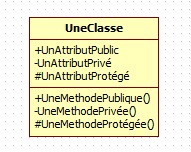 UneClasse
+UnAttributPublic
-UnAttributPrivé
#UnAttributProtégé
+UneMethodePublique()
-UneMethodePrivée()
#UneMethodeProtégée()